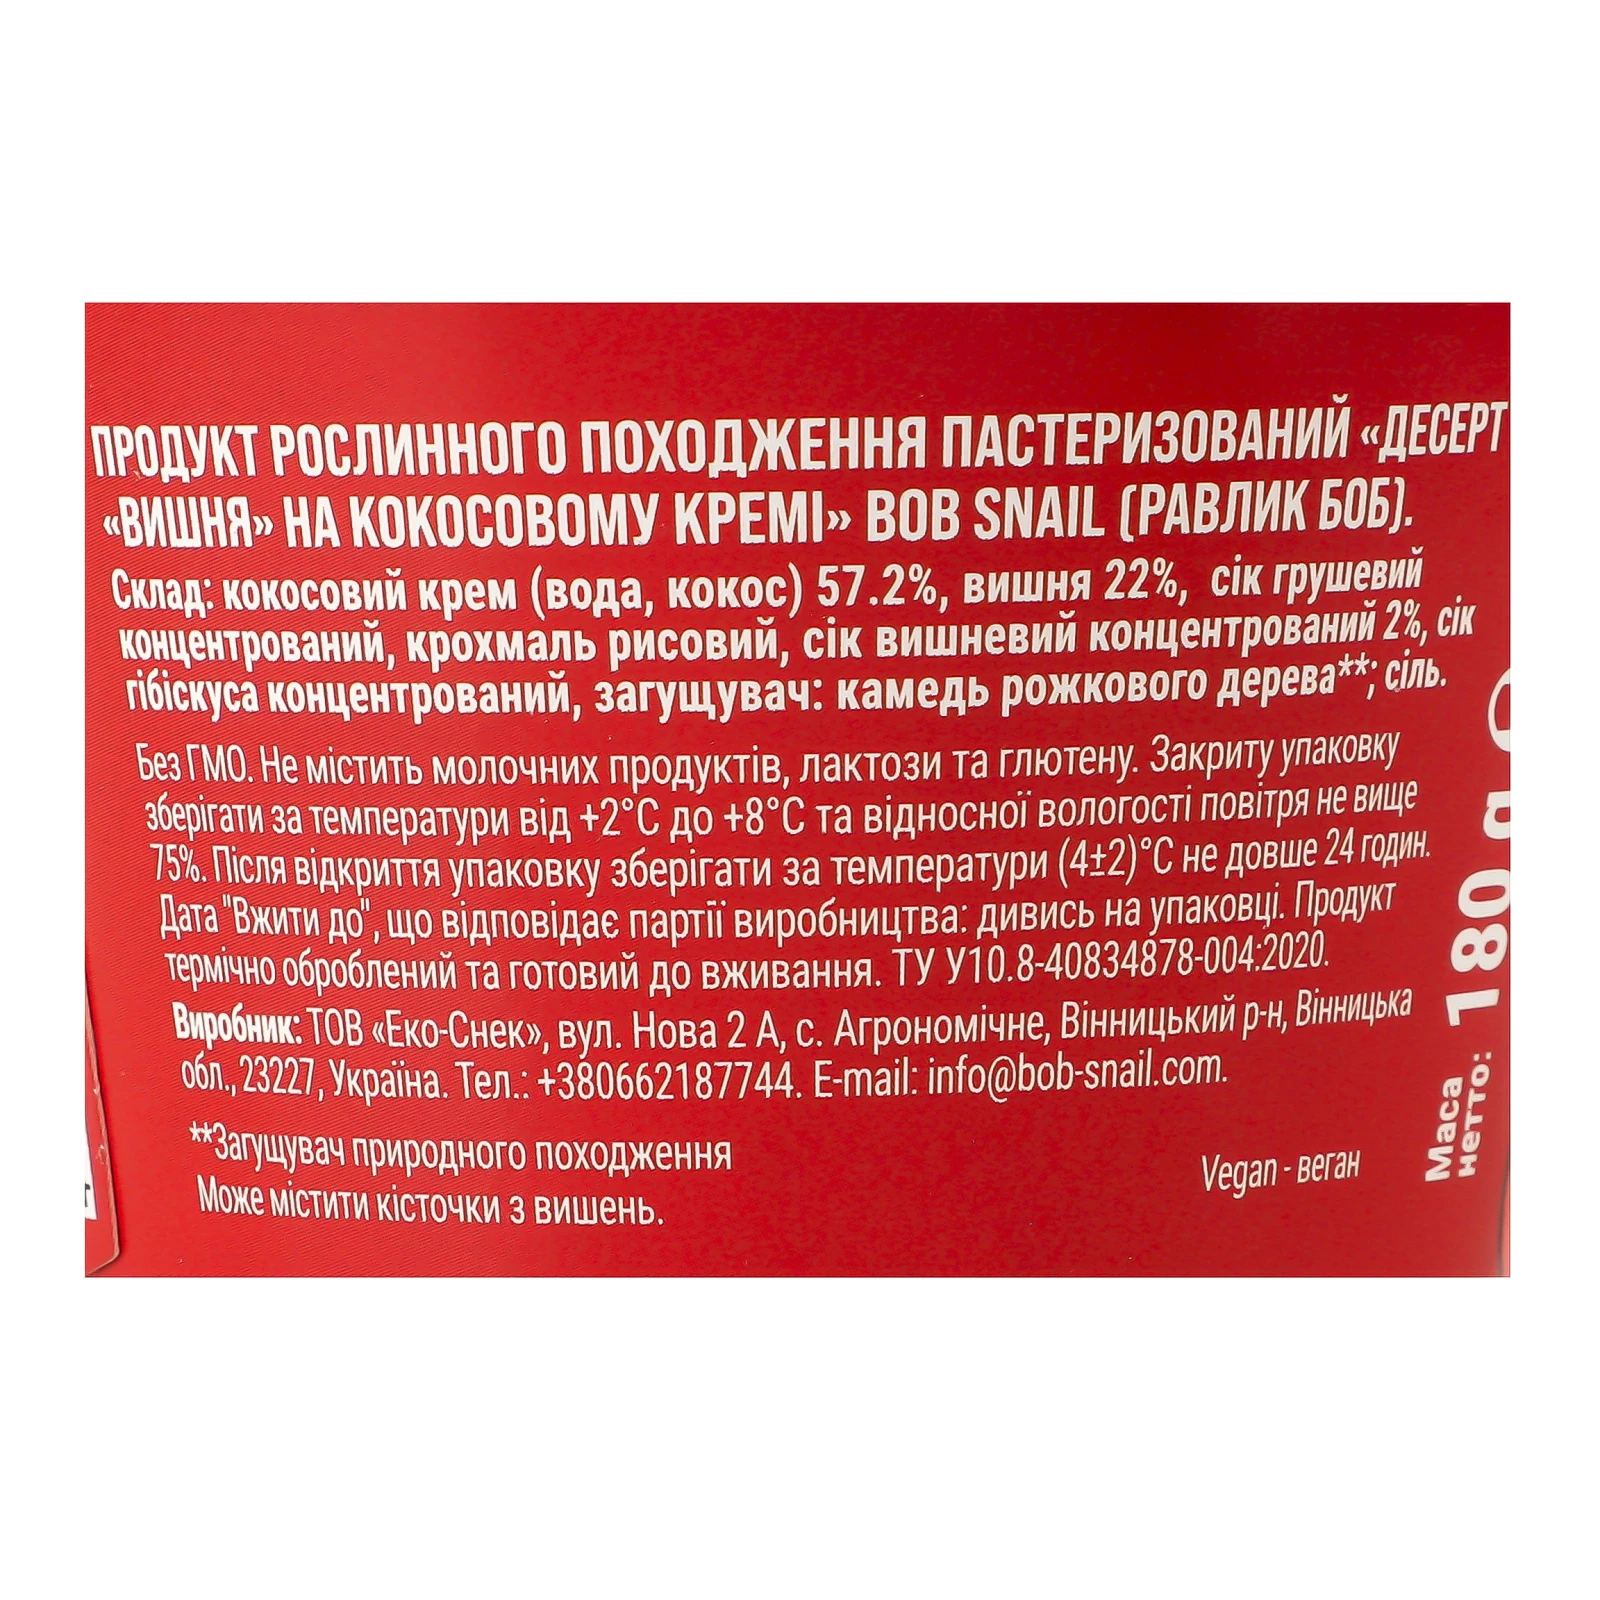 ПРОДУКТ РОСЛИННОГО ПОХОДЖЕННЯ ПАСТЕРИЗОВАНИЙ «ДЕСЕРТ
«ВИШНЯ» НА КОКОСОВОМУ КРЕМІ» BOB SNAIL (РАВЛИК БОБ).
Склад: кокосовий крем (вода, кокос) 57.2%, вишня 22%, сік грушевий
концентрований, крохмаль рисовий, сік вишневий концентрований 2%, сік
гібіскуса концентрований, загущувач: камедь рожкового дерева**; сіль.
Без ГМО. Не містить молочних продуктів, лактози та глютену. Закриту упаковку
зберігати за температури від +2°С до +8°С та відносної вологості повітря не вище
75%. Після відкриття упаковку зберігати за температури (4±2)°С не довше 24 годин.
Дата "Вжити до", що відповідає партії виробництва: дивись на упаковці. Продукт
термічно оброблений та готовий до вживання. ТУ У10.8-40834878-004:2020.
Виробник: ТОВ «Еко-Снек», вул. Нова 2 А, с. Агрономічне, Вінницький р-н, Вінницька
обл., 23227, Україна. Тел.: +380662187744. E-mail: info@bob-snail.com.
**Загущувач природного походження
Може містити кісточки з вишень.
Vegan - веган
Маса
нетто:
180 g